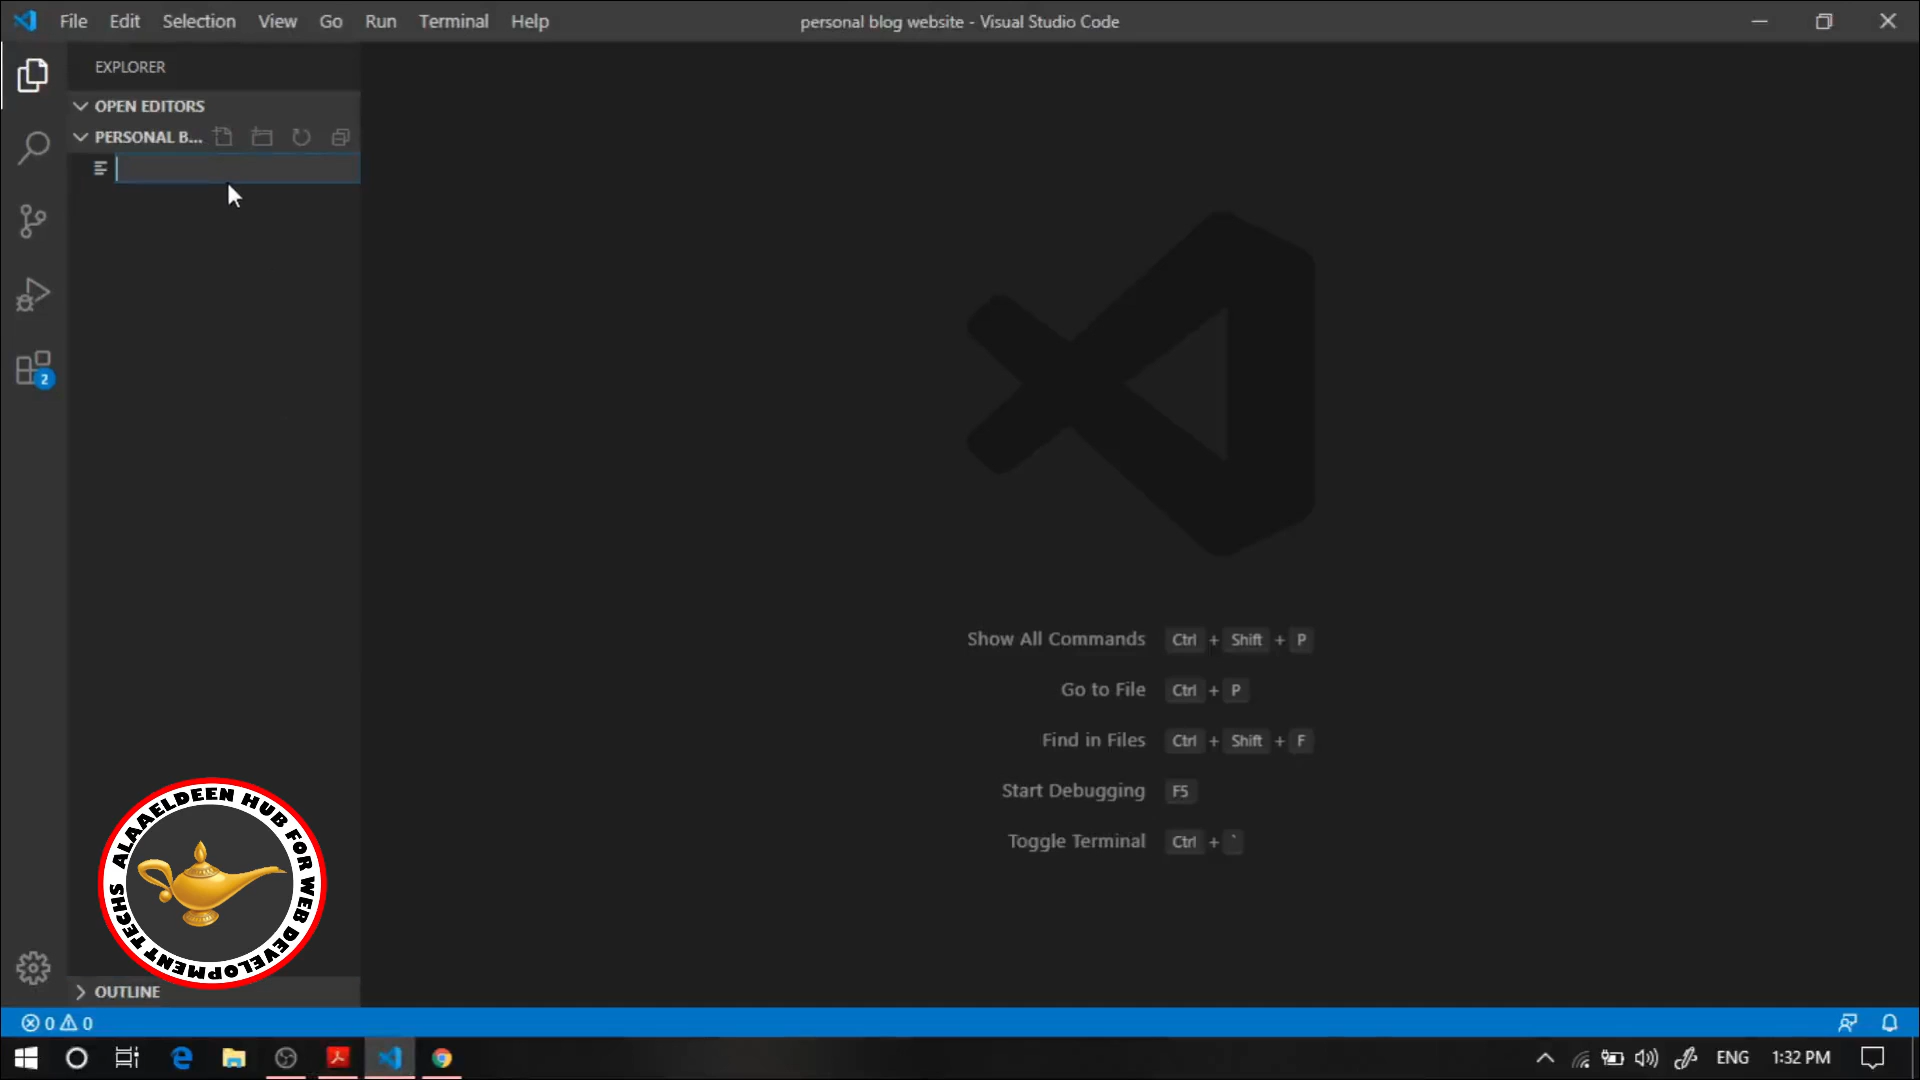 File Edit Selection View Go Run Terminal Help
personal blog website - Visual Studio Code
EXPLORER
OPEN EDITORS
PERSONAL B...
2
Show All Commands Ctrl + Shift + P
Go to File Ctrl + P
Find in Files Ctrl + Shift + F
Start Debugging F5
Toggle Terminal Ctrl + `
ALAAELDEEN HUB FOR WEB DEVELOPMENT TECHS
OUTLINE
0 0
ENG 1:32 PM